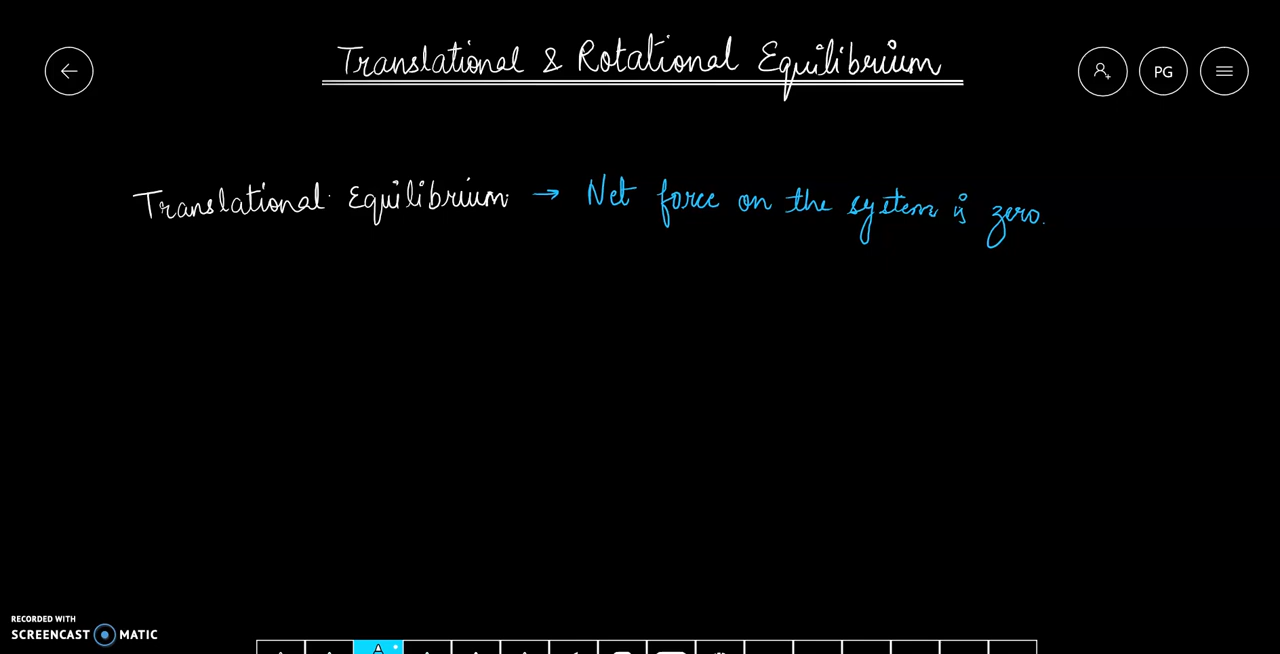 Translational & Rotational Equilibrium
PG
Translational Equilibrium → Net force on the system is zero.
RECORDED WITH
SCREENCAST MATIC